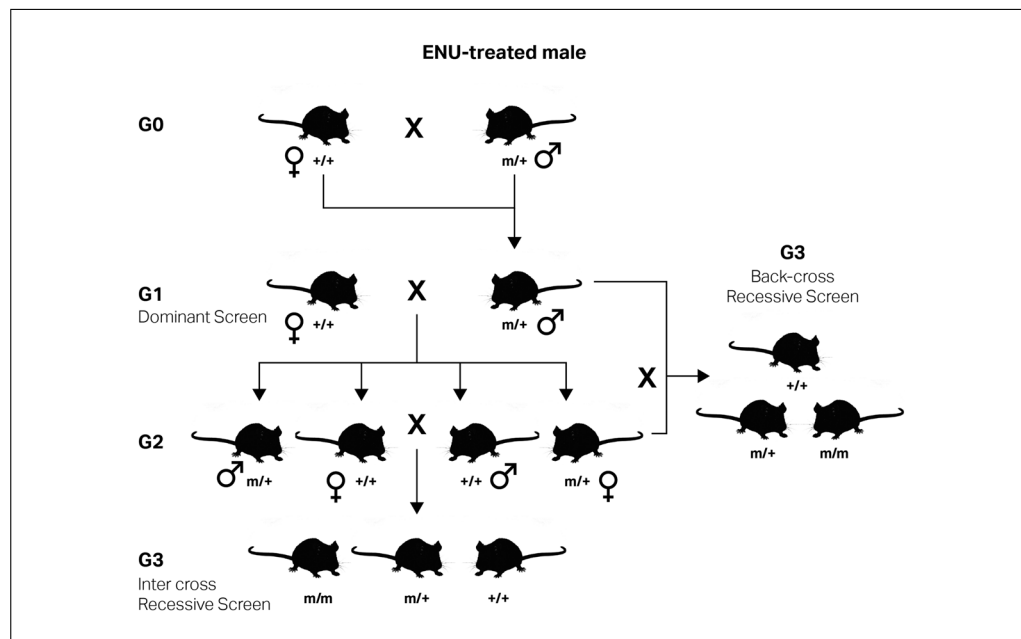 ENU-treated male
G0
X
♀ +/+
m/+ ♂
G1
Dominant Screen
X
♀ +/+
m/+ ♂
G3
Back-cross
Recessive Screen
+/+
m/+ m/m
X
G2
X
♂ m/+
♀ +/+
+/+ ♂
m/+ ♀
G3
Inter cross
Recessive Screen
m/m m/+ +/+